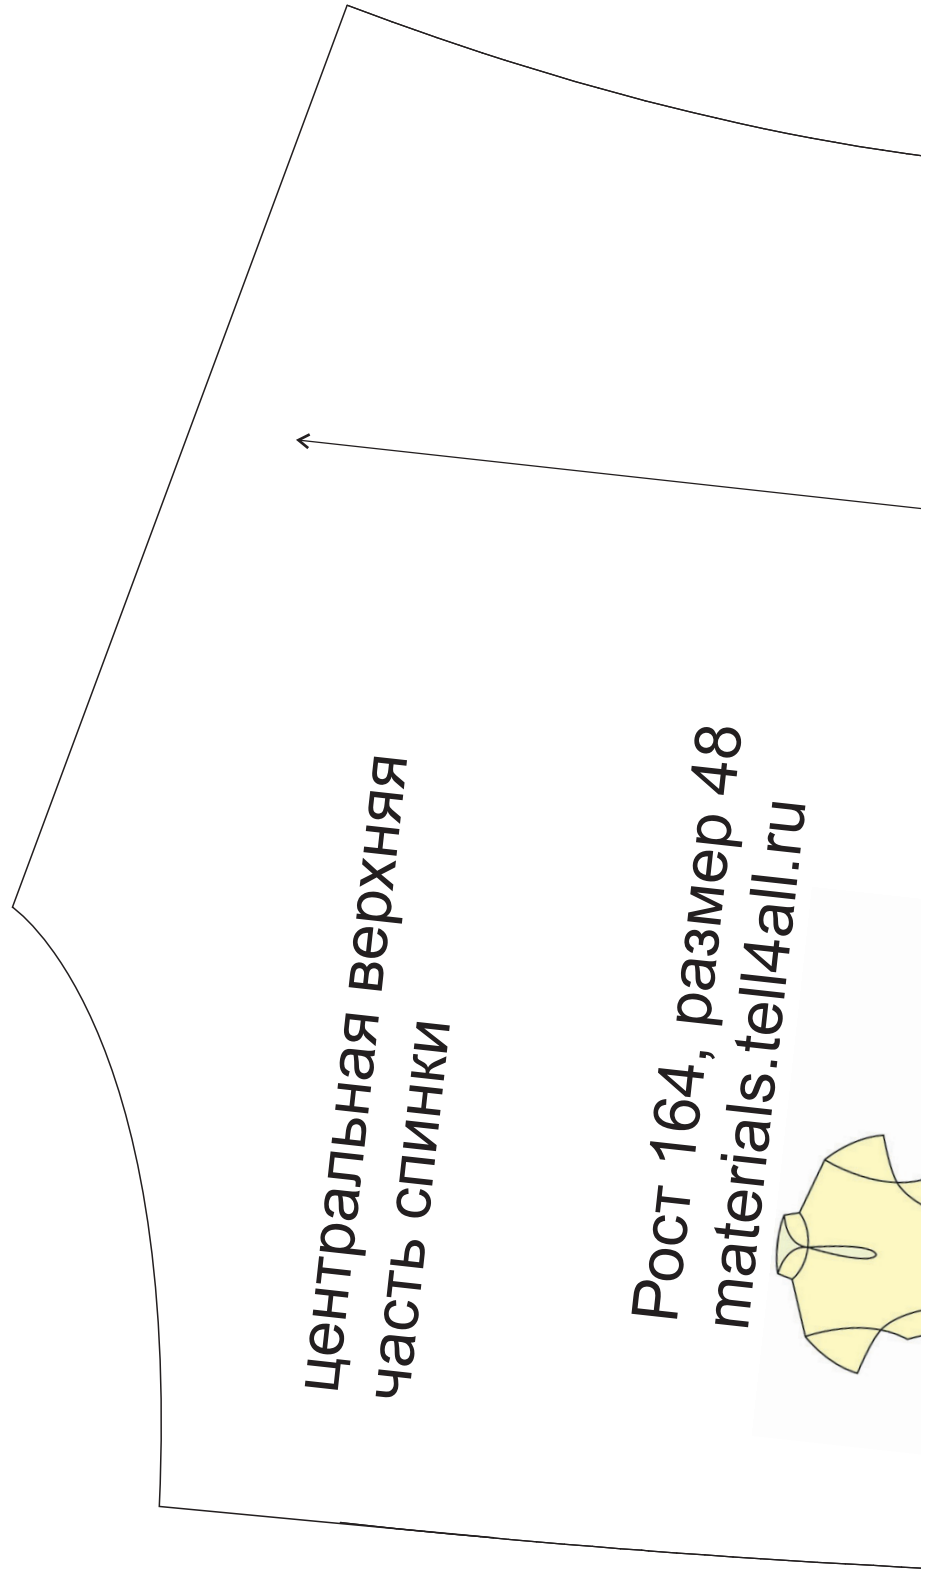 центральная верхняя
часть спинки
Рост 164, размер 48
materials.tell4all.ru